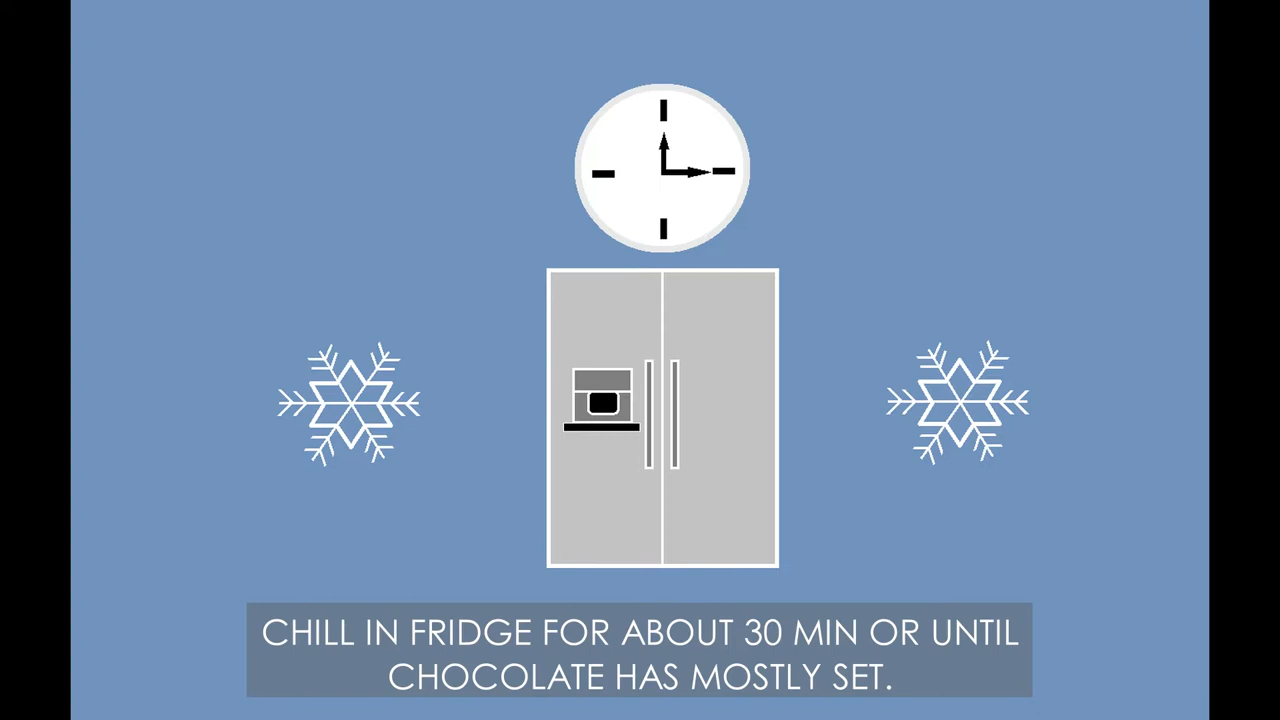 CHILL IN FRIDGE FOR ABOUT 30 MIN OR UNTIL
CHOCOLATE HAS MOSTLY SET.